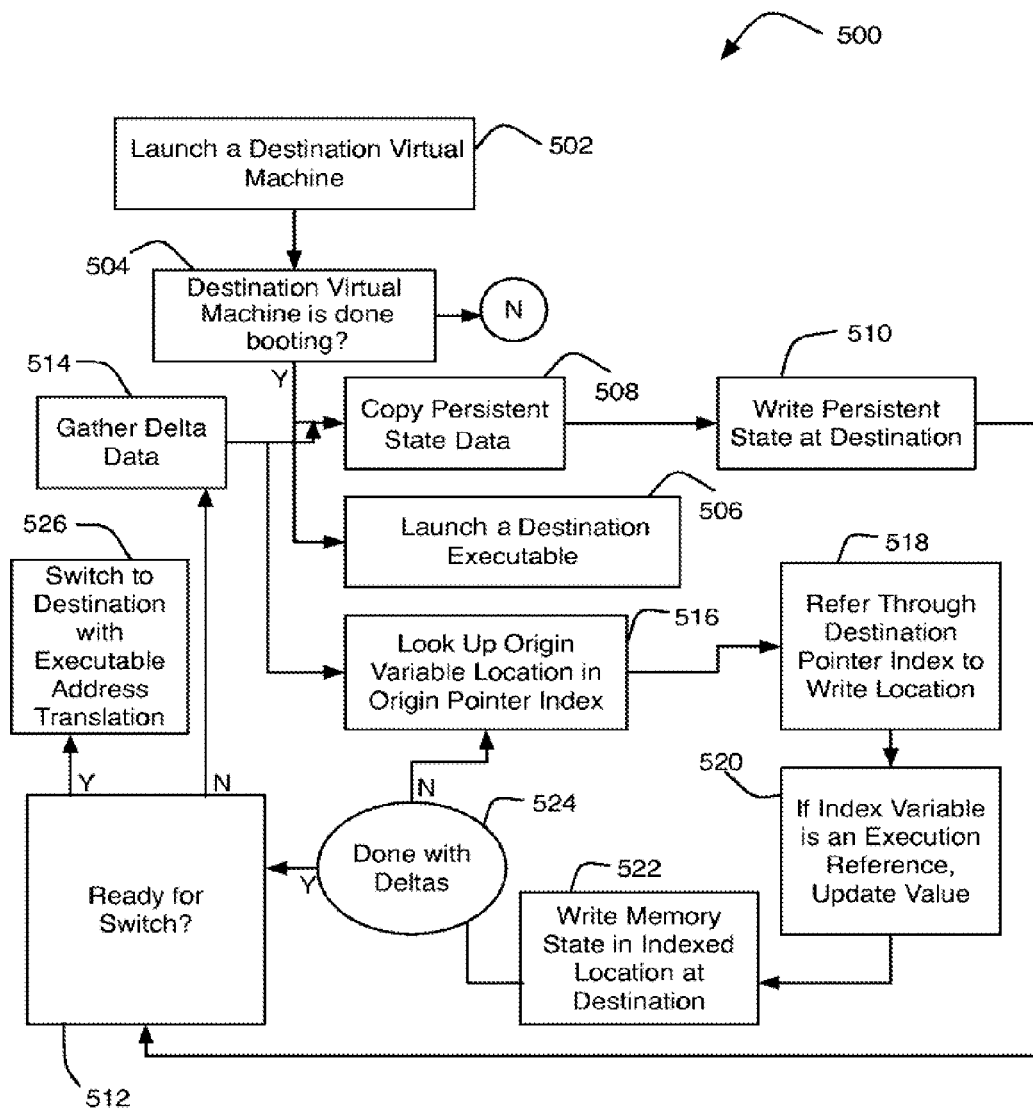 500
Launch a Destination Virtual
Machine
502
504
Destination Virtual
Machine is done
booting?
N
Y
514
Gather Delta
Data
Copy Persistent
State Data
508
510
Write Persistent
State at Destination
506
Launch a Destination
Executable
526
Switch to
Destination
with
Executable
Address
Translation
Look Up Origin
Variable Location in
Origin Pointer Index
516
518
Refer Through
Destination
Pointer Index to
Write Location
Y
N
N
524
Done with
Deltas
Y
520
If Index Variable
is an Execution
Reference,
Update Value
Ready for
Switch?
522
Write Memory
State in Indexed
Location at
Destination
512